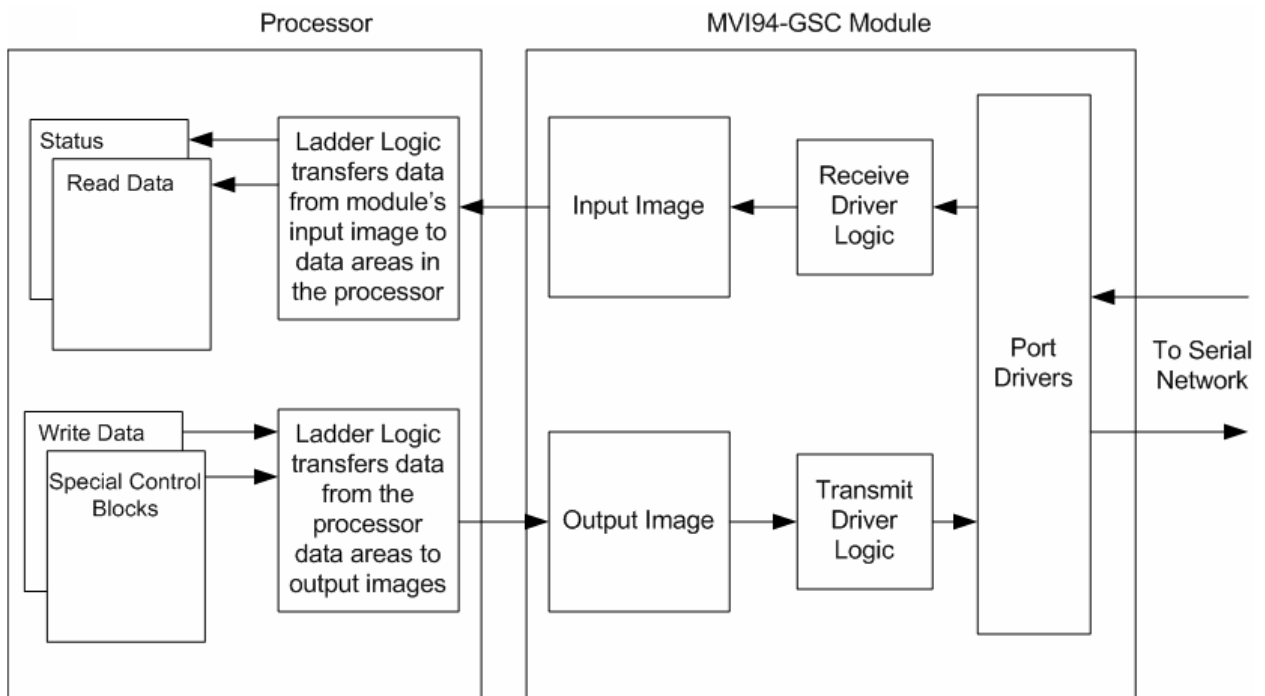 Processor
MVI94-GSC Module
Status
Read Data
Ladder Logic
transfers data
from module's
input image to
data areas in
the processor
Input Image
Receive
Driver
Logic
Port
Drivers
To Serial
Network
Write Data
Special Control
Blocks
Ladder Logic
transfers data
from the
processor
data areas to
output images
Output Image
Transmit
Driver
Logic